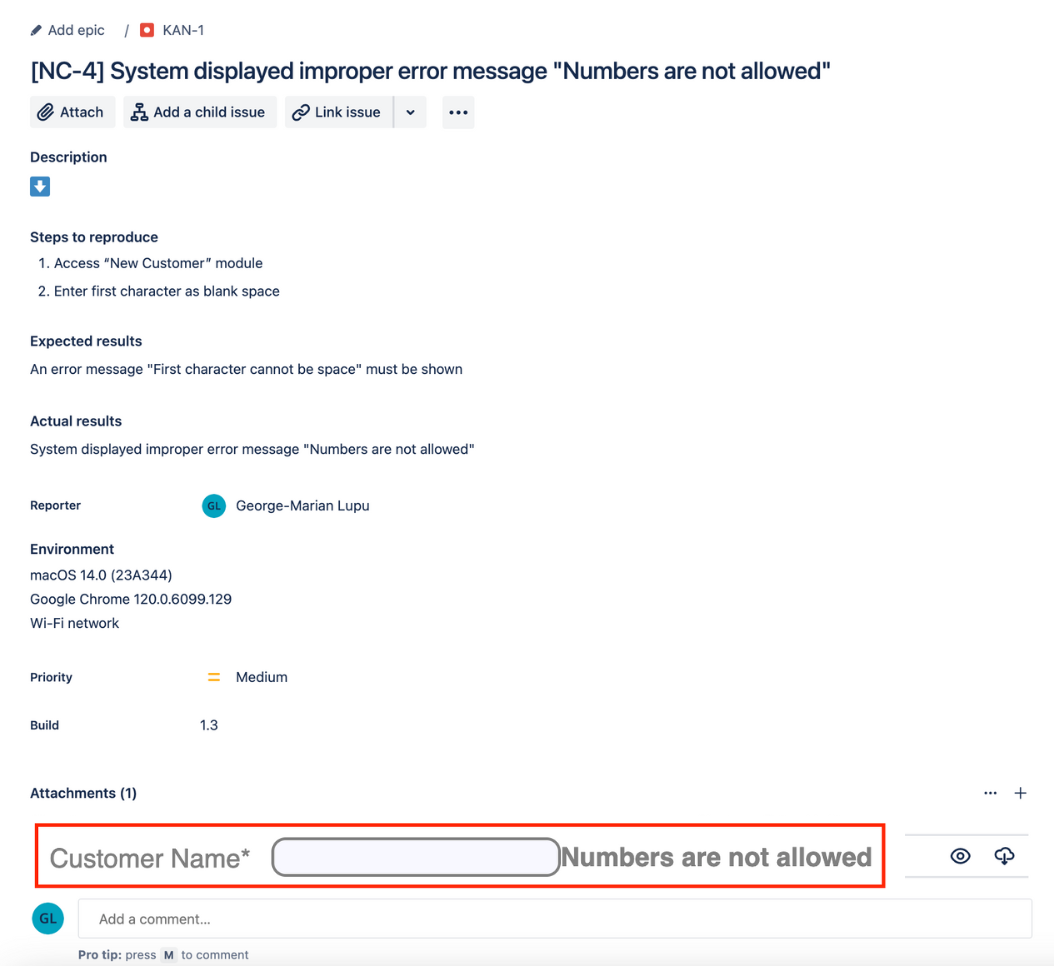 Add epic / KAN-1
[NC-4] System displayed improper error message "Numbers are not allowed"
Attach Add a child issue Link issue
Description
Steps to reproduce
1. Access “New Customer” module
2. Enter first character as blank space
Expected results
An error message "First character cannot be space" must be shown
Actual results
System displayed improper error message "Numbers are not allowed"
Reporter GL George-Marian Lupu
Environment
macOS 14.0 (23A344)
Google Chrome 120.0.6099.129
Wi-Fi network
Priority Medium
Build 1.3
Attachments (1)
Customer Name* Numbers are not allowed
GL Add a comment...
Pro tip: press M to comment